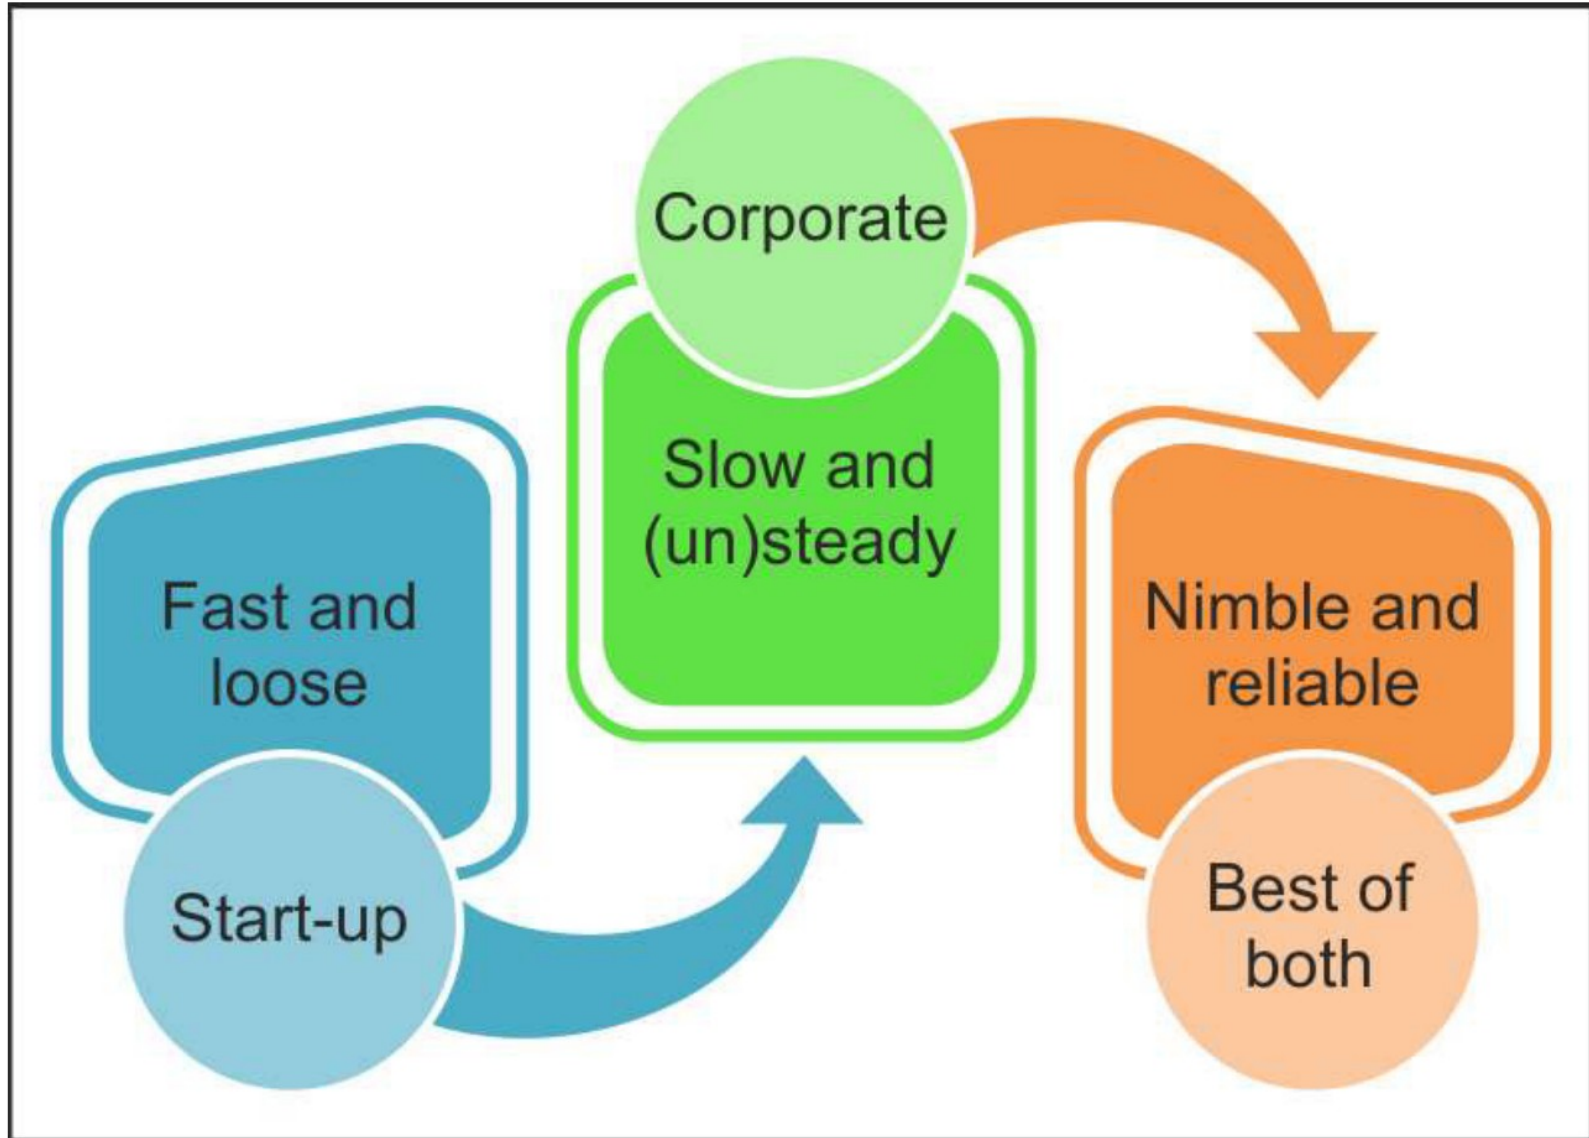 Fast and
loose
Start-up
Corporate
Slow and
(un)steady
Nimble and
reliable
Best of
both